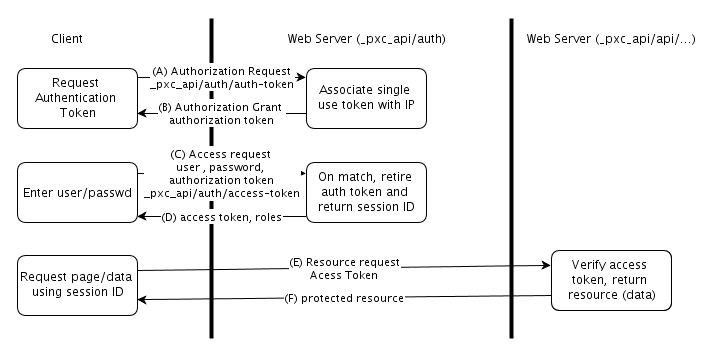 Client
Web Server (_pxc_api/auth)
Web Server (_pxc_api/api/...)
Request
Authentication
Token
(A) Authorization Request
_pxc_api/auth/auth-token
Associate single
use token with IP
(B) Authorization Grant
authorization token
Enter user/passwd
(C) Access request
user , password,
authorization token
_pxc_api/auth/access-token
On match, retire
auth token and
return session ID
(D) access token, roles
Request page/data
using session ID
(E) Resource request
Acess Token
Verify access
token, return
resource (data)
(F) protected resource